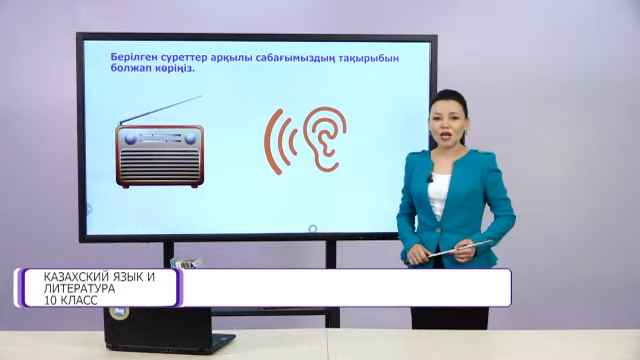 Берілген суреттер арқылы сабағымыздың тақырыбын
болжап көріңіз.
КАЗАХСКИЙ ЯЗЫК И
ЛИТЕРАТУРА
10 КЛАСС